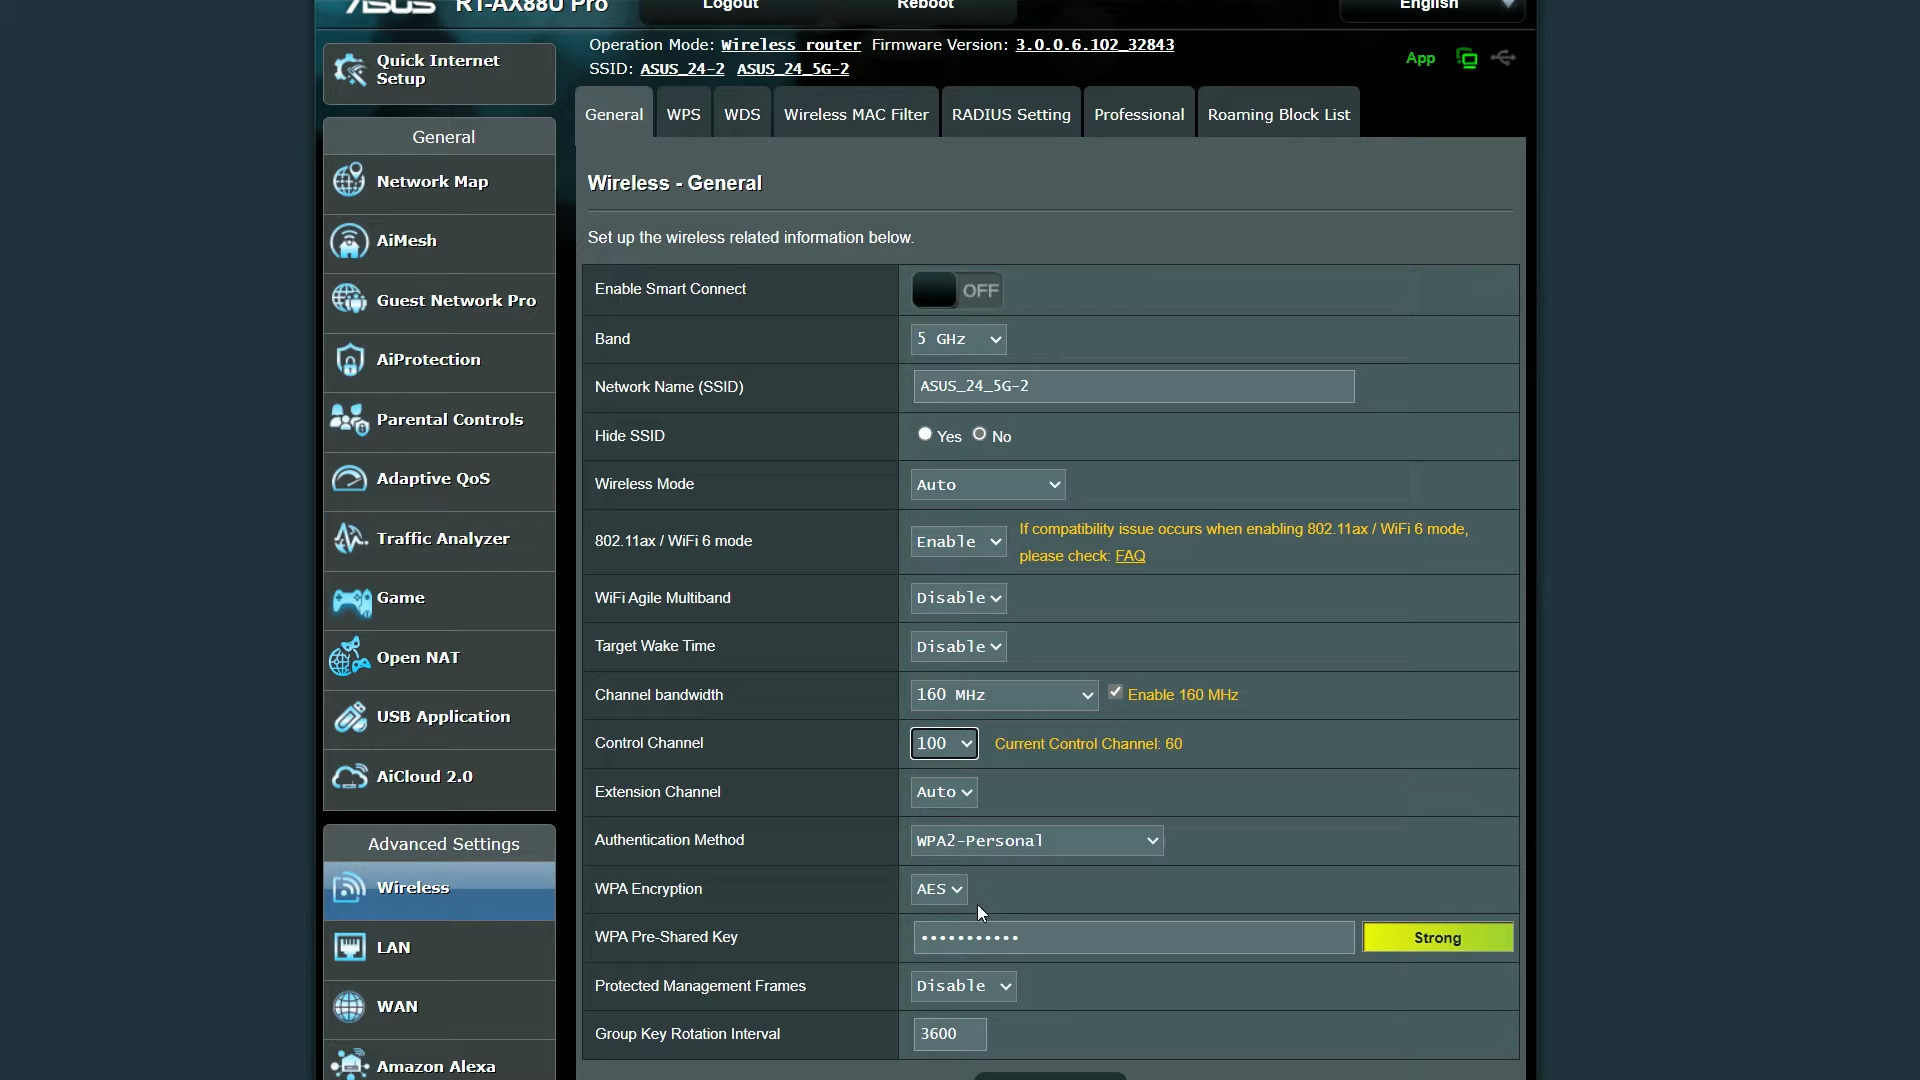 ASUS RT-AX88U Pro Logout Reboot English
Operation Mode: Wireless router Firmware Version: 3.0.0.6.102_32843
SSID: ASUS_24-2 ASUS_24_5G-2
App
Quick Internet
Setup
General
Network Map
AiMesh
Guest Network Pro
AiProtection
Parental Controls
Adaptive QoS
Traffic Analyzer
Game
Open NAT
USB Application
AiCloud 2.0
Advanced Settings
Wireless
LAN
WAN
Amazon Alexa
General WPS WDS Wireless MAC Filter RADIUS Setting Professional Roaming Block List
Wireless - General
Set up the wireless related information below.
Enable Smart Connect OFF
Band 5 GHz
Network Name (SSID) ASUS_24_5G-2
Hide SSID Yes No
Wireless Mode Auto
802.11ax / WiFi 6 mode Enable If compatibility issue occurs when enabling 802.11ax / WiFi 6 mode,
please check: FAQ
WiFi Agile Multiband Disable
Target Wake Time Disable
Channel bandwidth 160 MHz Enable 160 MHz
Control Channel 100 Current Control Channel: 60
Extension Channel Auto
Authentication Method WPA2-Personal
WPA Encryption AES
WPA Pre-Shared Key ••••••••••• Strong
Protected Management Frames Disable
Group Key Rotation Interval 3600